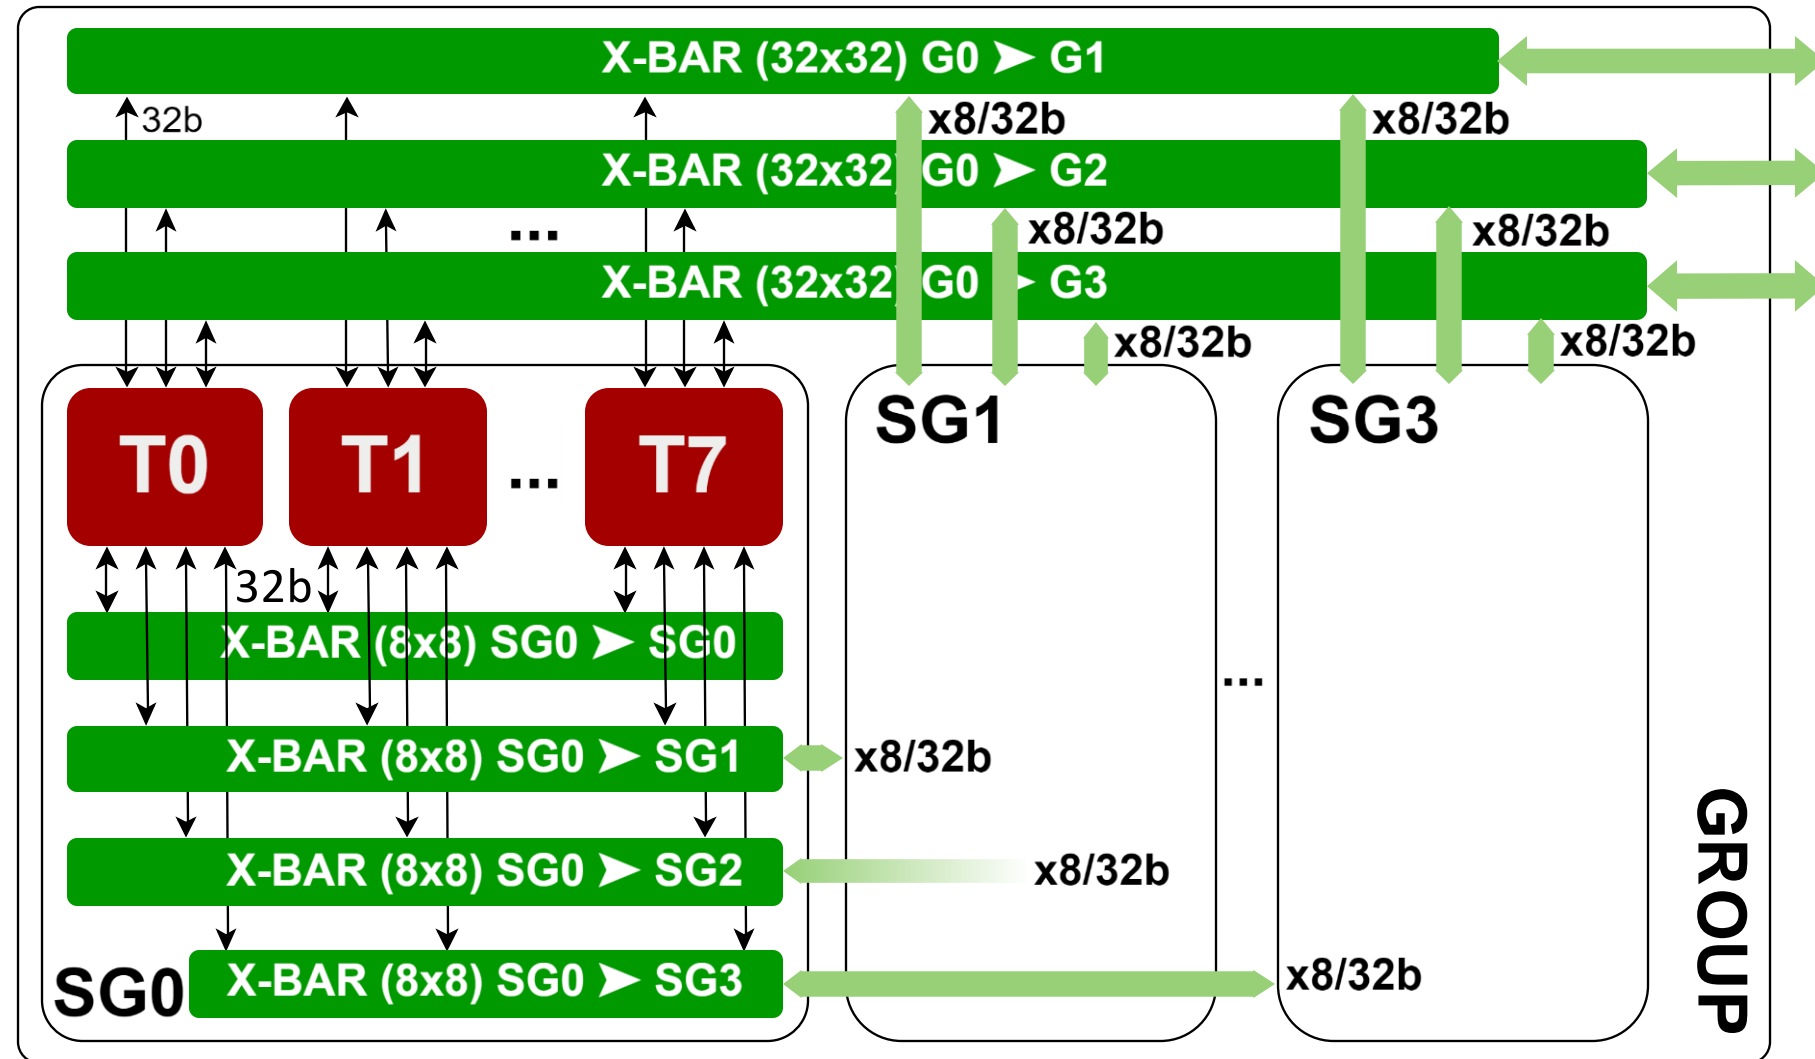 X-BAR (32x32) G0 ➤ G1
32b
x8/32b
x8/32b
X-BAR (32x32) G0 ➤ G2
...
x8/32b
x8/32b
X-BAR (32x32) G0 ➤ G3
x8/32b
x8/32b
T0
T1
...
T7
SG1
SG3
32b
X-BAR (8x8) SG0 ➤ SG0
...
X-BAR (8x8) SG0 ➤ SG1
x8/32b
X-BAR (8x8) SG0 ➤ SG2
x8/32b
X-BAR (8x8) SG0 ➤ SG3
x8/32b
SG0
GROUP